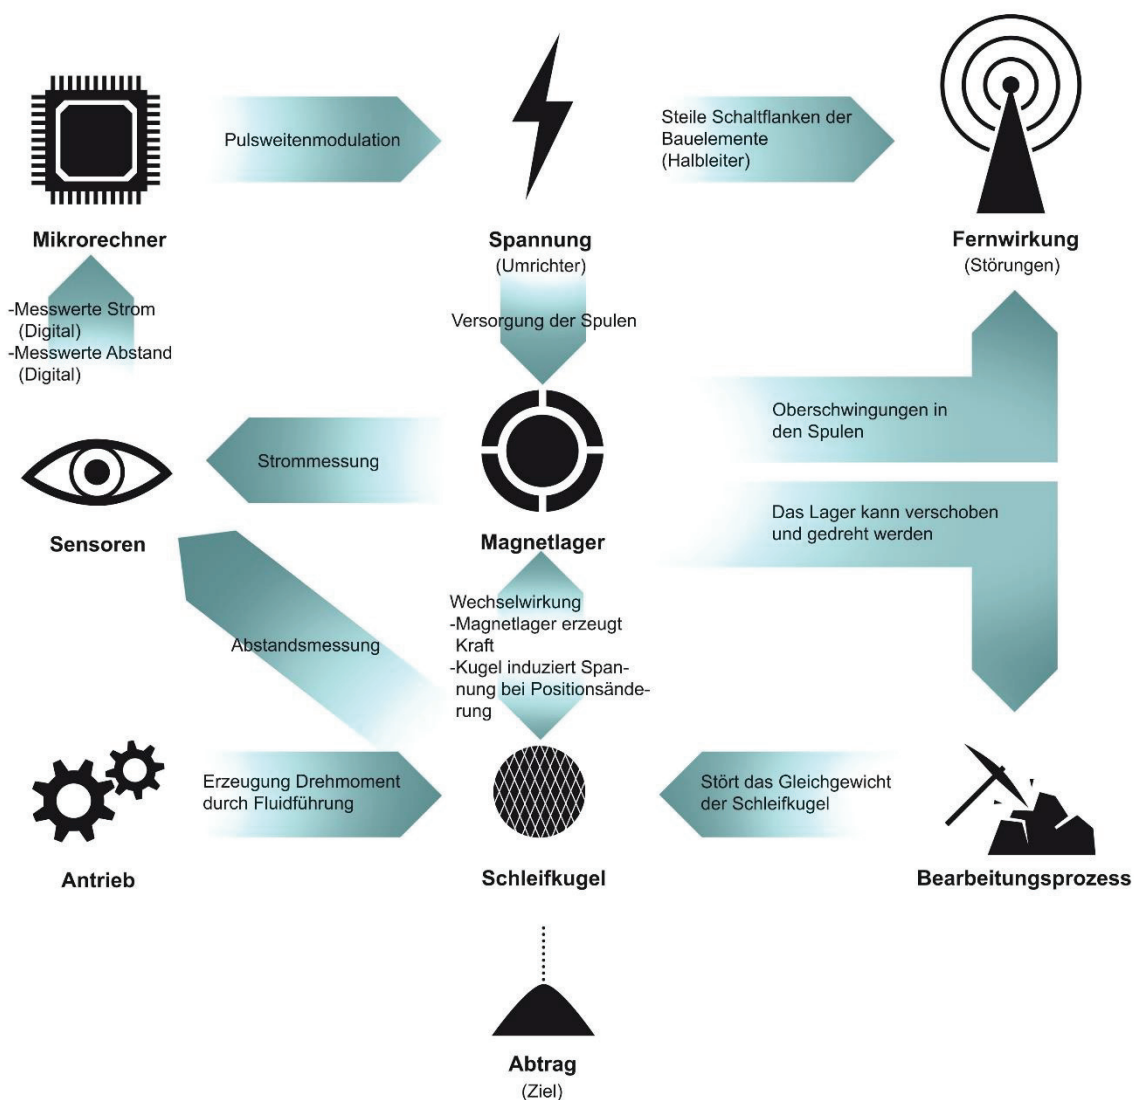 Pulsweitenmodulation
Steile Schaltflanken der
Bauelemente
(Halbleiter)
Mikrorechner
Spannung
(Umrichter)
Fernwirkung
(Störungen)
-Messwerte Strom
(Digital)
-Messwerte Abstand
(Digital)
Versorgung der Spulen
Oberschwingungen in
den Spulen
Strommessung
Das Lager kann verschoben
und gedreht werden
Sensoren
Magnetlager
Wechselwirkung
-Magnetlager erzeugt
Kraft
-Kugel induziert Span-
nung bei Positionsände-
rung
Abstandsmessung
Erzeugung Drehmoment
durch Fluidführung
Stört das Gleichgewicht
der Schleifkugel
Antrieb
Schleifkugel
Bearbeitungsprozess
Abtrag
(Ziel)